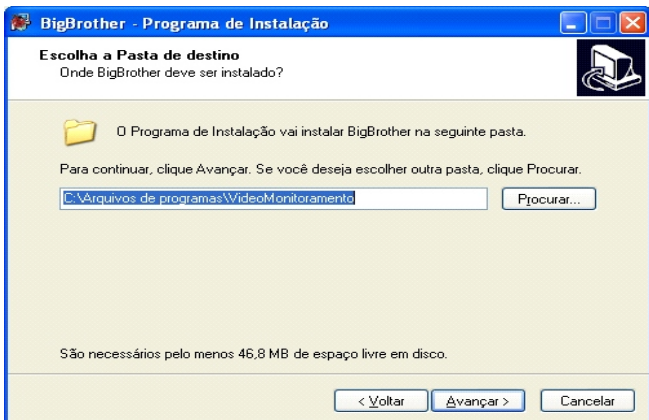 BigBrother - Programa de Instalação
Escolha a Pasta de destino
Onde BigBrother deve ser instalado?
O Programa de Instalação vai instalar BigBrother na seguinte pasta.
Para continuar, clique Avançar. Se você deseja escolher outra pasta, clique Procurar.
C:\Arquivos de programas\VideoMonitoramento
Procurar...
São necessários pelo menos 46,8 MB de espaço livre em disco.
< Voltar Avançar > Cancelar